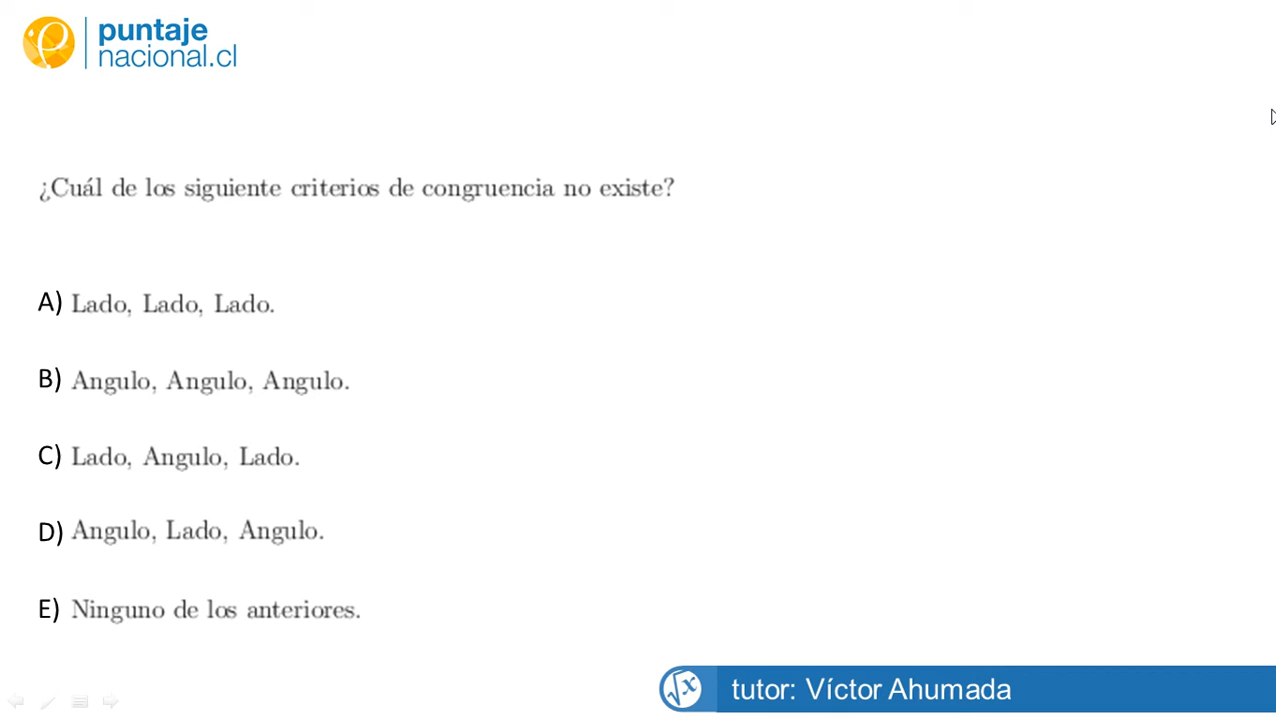 puntaje
nacional.cl
¿Cuál de los siguiente criterios de congruencia no existe?
A) Lado, Lado, Lado.
B) Angulo, Angulo, Angulo.
C) Lado, Angulo, Lado.
D) Angulo, Lado, Angulo.
E) Ninguno de los anteriores.
√x tutor: Víctor Ahumada